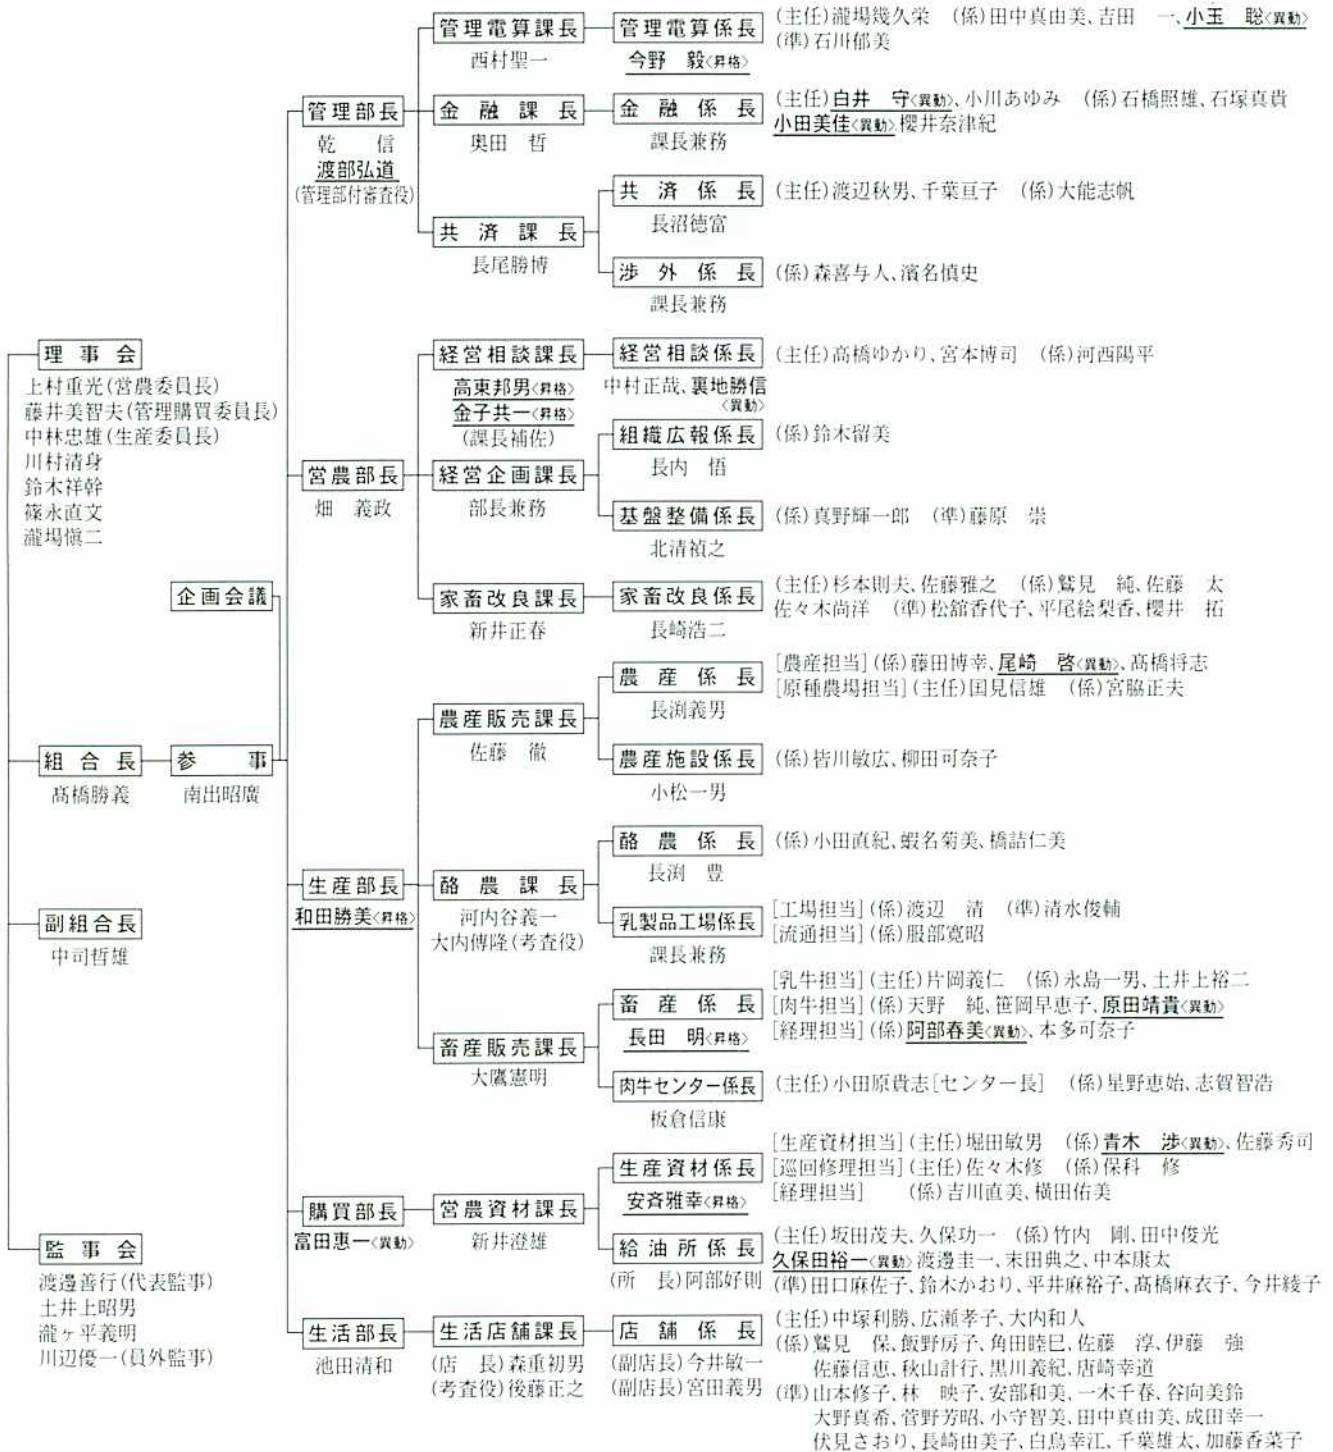 理事会
上村重光(営農委員長)
藤井美智夫(管理購買委員長)
中林忠雄(生産委員長)
川村清身
鈴木祥幹
篠永直文
瀧場愼二
組合長
髙橋勝義
副組合長
中司哲雄
監事会
渡邊善行(代表監事)
土井上昭男
瀧ヶ平義明
川辺優一(員外監事)
企画会議
参事
南出昭廣
管理部長
乾 信
渡部弘道
(管理部付審査役)
管理電算課長
西村聖一
管理電算係長
今野 毅<昇格>
(主任)瀧場幾久栄 (係)田中真由美、吉田 一、小玉 聡<異動>
(準)石川郁美
金融課長
奥田 哲
金融係長
課長兼務
(主任)白井 守<異動>、小川あゆみ (係)石橋照雄、石塚真貴
小田美佳<異動>、櫻井奈津紀
共済課長
長尾勝博
共済係長
長沼徳富
(主任)渡辺秋男、千葉亘子 (係)大能志帆
渉外係長
課長兼務
(係)森喜与人、濱名慎史
営農部長
畑 義政
経営相談課長
高東邦男<昇格>
金子共一<昇格>
(課長補佐)
経営相談係長
中村正哉、裏地勝信
<異動>
(主任)高橋ゆかり、宮本博司 (係)河西陽平
経営企画課長
部長兼務
組織広報係長
長内 悟
(係)鈴木留美
基盤整備係長
北清禎之
(係)真野輝一郎 (準)藤原 崇
家畜改良課長
新井正春
家畜改良係長
長崎浩二
(主任)杉本則夫、佐藤雅之 (係)鷲見 純、佐藤 太
佐々木尚洋 (準)松舘香代子、平尾絵梨香、櫻井 拓
生産部長
和田勝美<昇格>
農産販売課長
佐藤 徹
農産係長
長渕義男
[農産担当](係)藤田博幸、尾崎 啓<異動>、髙橋将志
[原種農場担当](主任)国見信雄 (係)宮脇正夫
農産施設係長
小松一男
(係)皆川敏広、柳田可奈子
酪農課長
河内谷義一
大内傳隆(考査役)
酪農係長
長渕 豊
(係)小田直紀、蝦名菊美、橋詰仁美
乳製品工場係長
課長兼務
[工場担当](係)渡辺 清 (準)清水俊輔
[流通担当](係)服部寛昭
畜産販売課長
大鷹憲明
畜産係長
長田 明<昇格>
[乳牛担当](主任)片岡義仁 (係)永島一男、土井上裕二
[肉牛担当](係)天野 純、笹岡早恵子、原田靖貴<異動>
[経理担当](係)阿部春美<異動>、本多可奈子
肉牛センター係長
板倉信康
(主任)小田原貴志[センター長] (係)星野恵始、志賀智浩
購買部長
富田恵一<異動>
営農資材課長
新井澄雄
生産資材係長
安斉雅幸<昇格>
[生産資材担当](主任)堀田敏男 (係)青木 渉<異動>、佐藤秀司
[巡回修理担当](主任)佐々木修 (係)保科 修
[経理担当] (係)吉川直美、横田佑美
給油所係長
(所 長)阿部好則
(主任)坂田茂夫、久保功一 (係)竹内 剛、田中俊光
久保田裕一<異動>、渡邊圭一、末田典之、中本康太
(準)田口麻佐子、鈴木かおり、平井麻裕子、髙橋麻衣子、今井綾子
生活部長
池田清和
生活店舗課長
(店 長)森重初男
(考査役)後藤正之
店舗係長
(副店長)今井敏一
(副店長)宮田義男
(主任)中塚利勝、広瀬孝子、大内和人
(係)鷲見 保、飯野房子、角田睦巳、佐藤 淳、伊藤 強
佐藤信恵、秋山計行、黒川義紀、唐崎幸道
(準)山本修子、林 映子、安部和美、一木千春、谷向美鈴
大野真希、菅野芳昭、小守智美、田中真由美、成田幸一
伏見さおり、長崎由美子、白鳥幸江、千葉雄太、加藤香菜子